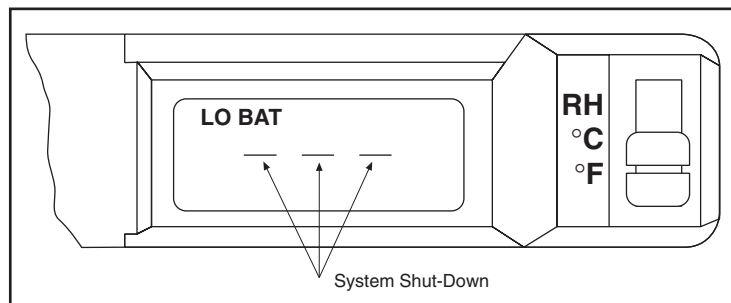 LO BAT
— — —
RH
°C
°F
System Shut-Down